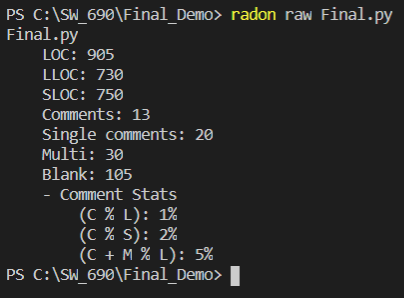 PS C:\SW_690\Final_Demo> radon raw Final.py
Final.py
    LOC: 905
    LLOC: 730
    SLOC: 750
    Comments: 13
    Single comments: 20
    Multi: 30
    Blank: 105
    - Comment Stats
        (C % L): 1%
        (C % S): 2%
        (C + M % L): 5%
PS C:\SW_690\Final_Demo>